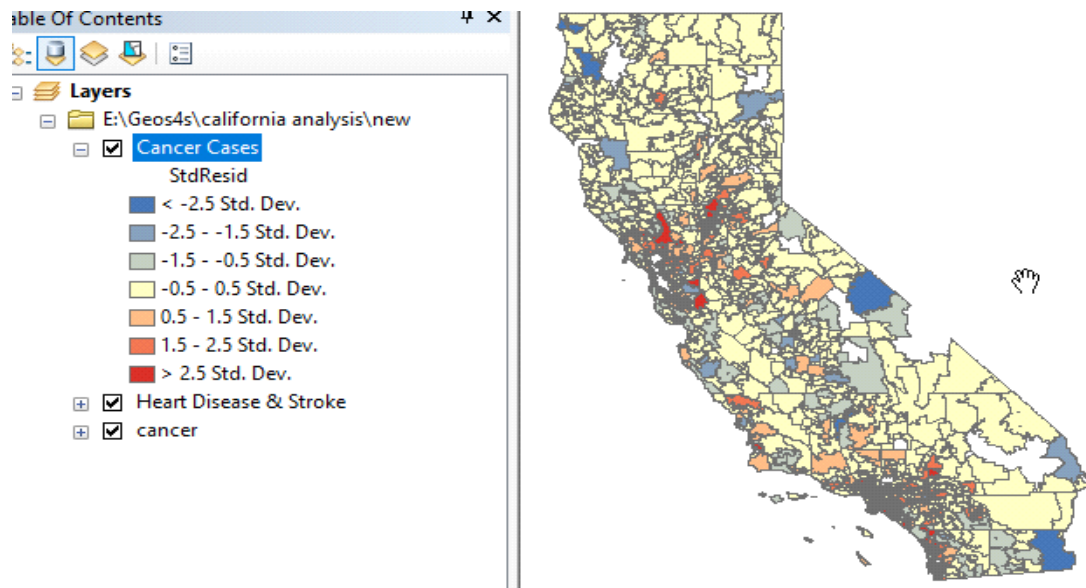 able Of Contents
Layers
E:\Geos4s\california analysis\new
Cancer Cases
StdResid
< -2.5 Std. Dev.
-2.5 - -1.5 Std. Dev.
-1.5 - -0.5 Std. Dev.
-0.5 - 0.5 Std. Dev.
0.5 - 1.5 Std. Dev.
1.5 - 2.5 Std. Dev.
> 2.5 Std. Dev.
Heart Disease & Stroke
cancer